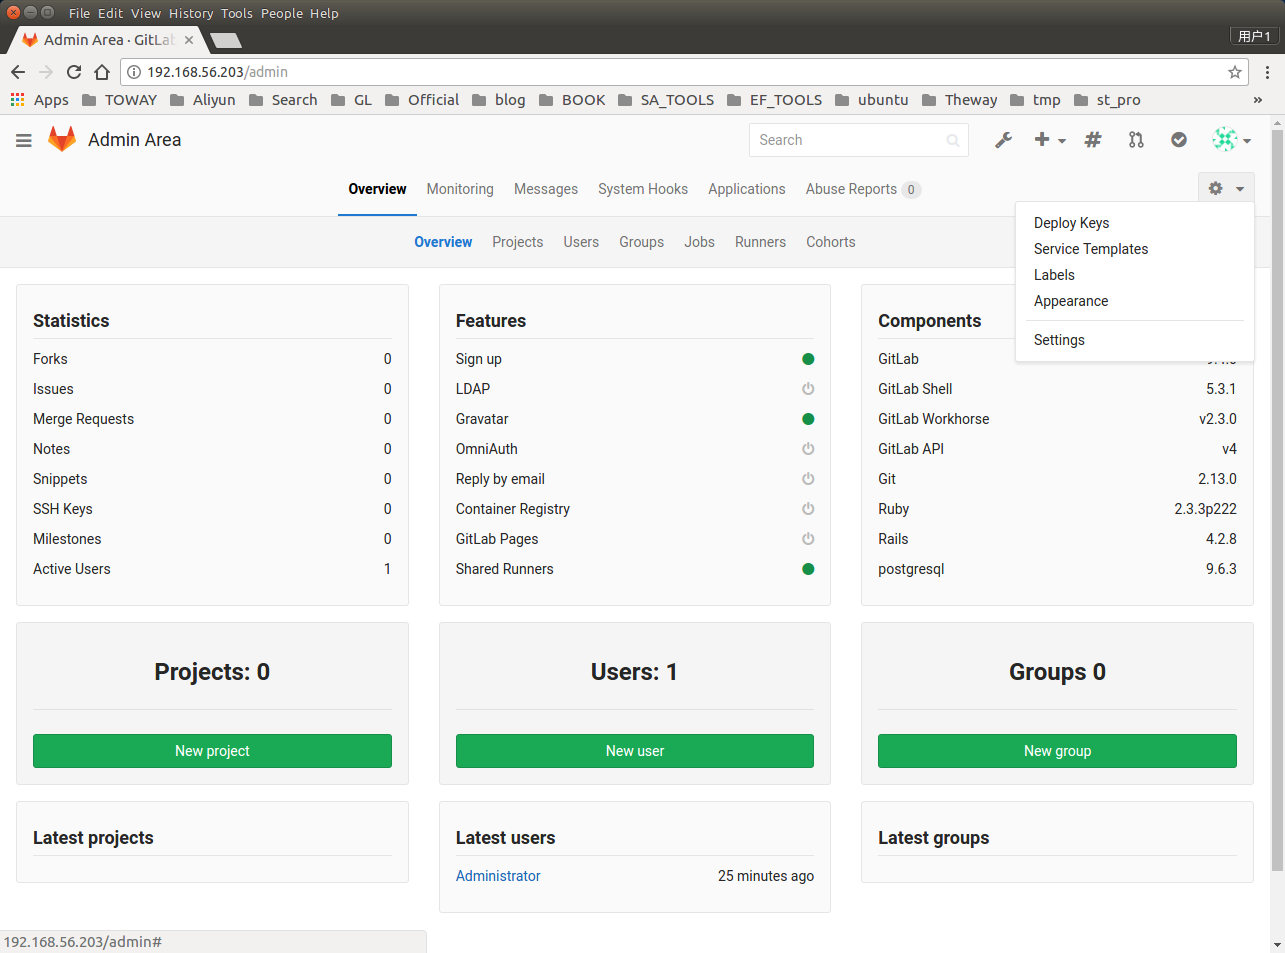 File Edit View History Tools People Help
Admin Area · GitLab
用户1
192.168.56.203/admin
Apps TOWAY Aliyun Search GL Official blog BOOK SA_TOOLS EF_TOOLS ubuntu Theway tmp st_pro »
Admin Area
Search
Overview Monitoring Messages System Hooks Applications Abuse Reports 0
Deploy Keys
Service Templates
Labels
Appearance
Settings
Overview Projects Users Groups Jobs Runners Cohorts
Statistics
Forks 0
Issues 0
Merge Requests 0
Notes 0
Snippets 0
SSH Keys 0
Milestones 0
Active Users 1
Features
Sign up
LDAP
Gravatar
OmniAuth
Reply by email
Container Registry
GitLab Pages
Shared Runners
Components
GitLab
GitLab Shell 5.3.1
GitLab Workhorse v2.3.0
GitLab API v4
Git 2.13.0
Ruby 2.3.3p222
Rails 4.2.8
postgresql 9.6.3
Projects: 0
New project
Users: 1
New user
Groups 0
New group
Latest projects
Latest users
Administrator 25 minutes ago
Latest groups
192.168.56.203/admin#